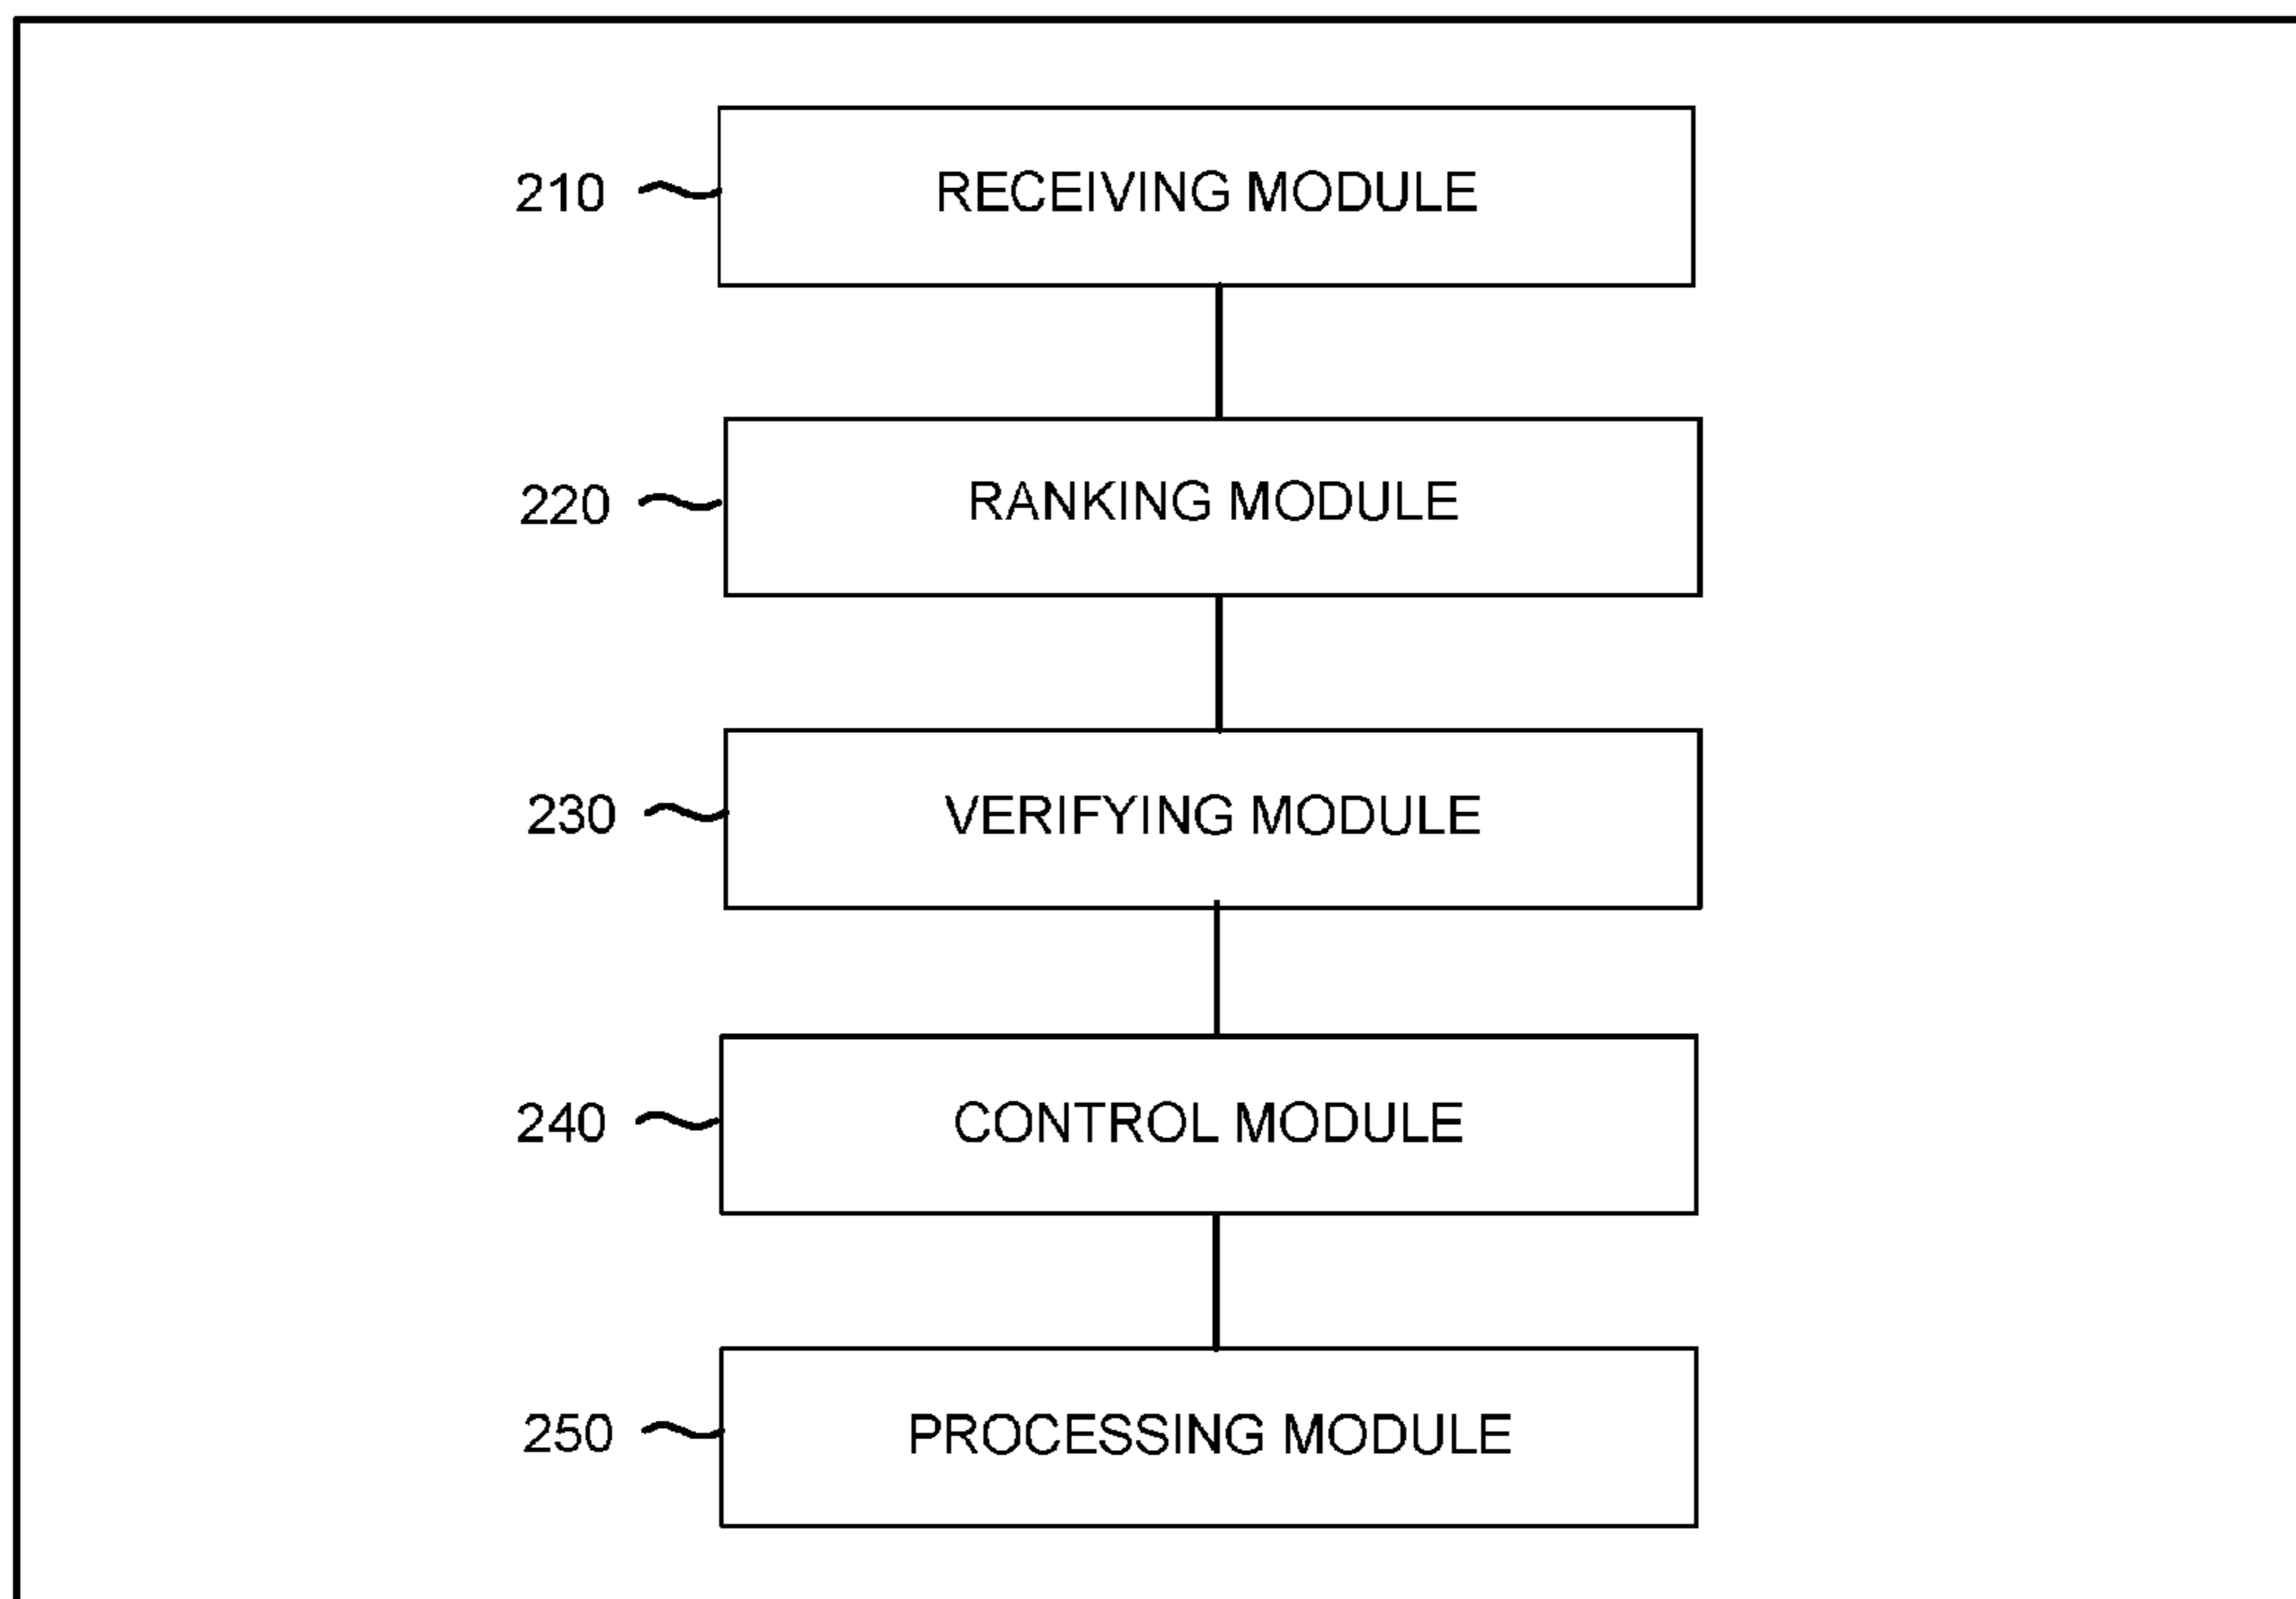 210 RECEIVING MODULE
220 RANKING MODULE
230 VERIFYING MODULE
240 CONTROL MODULE
250 PROCESSING MODULE